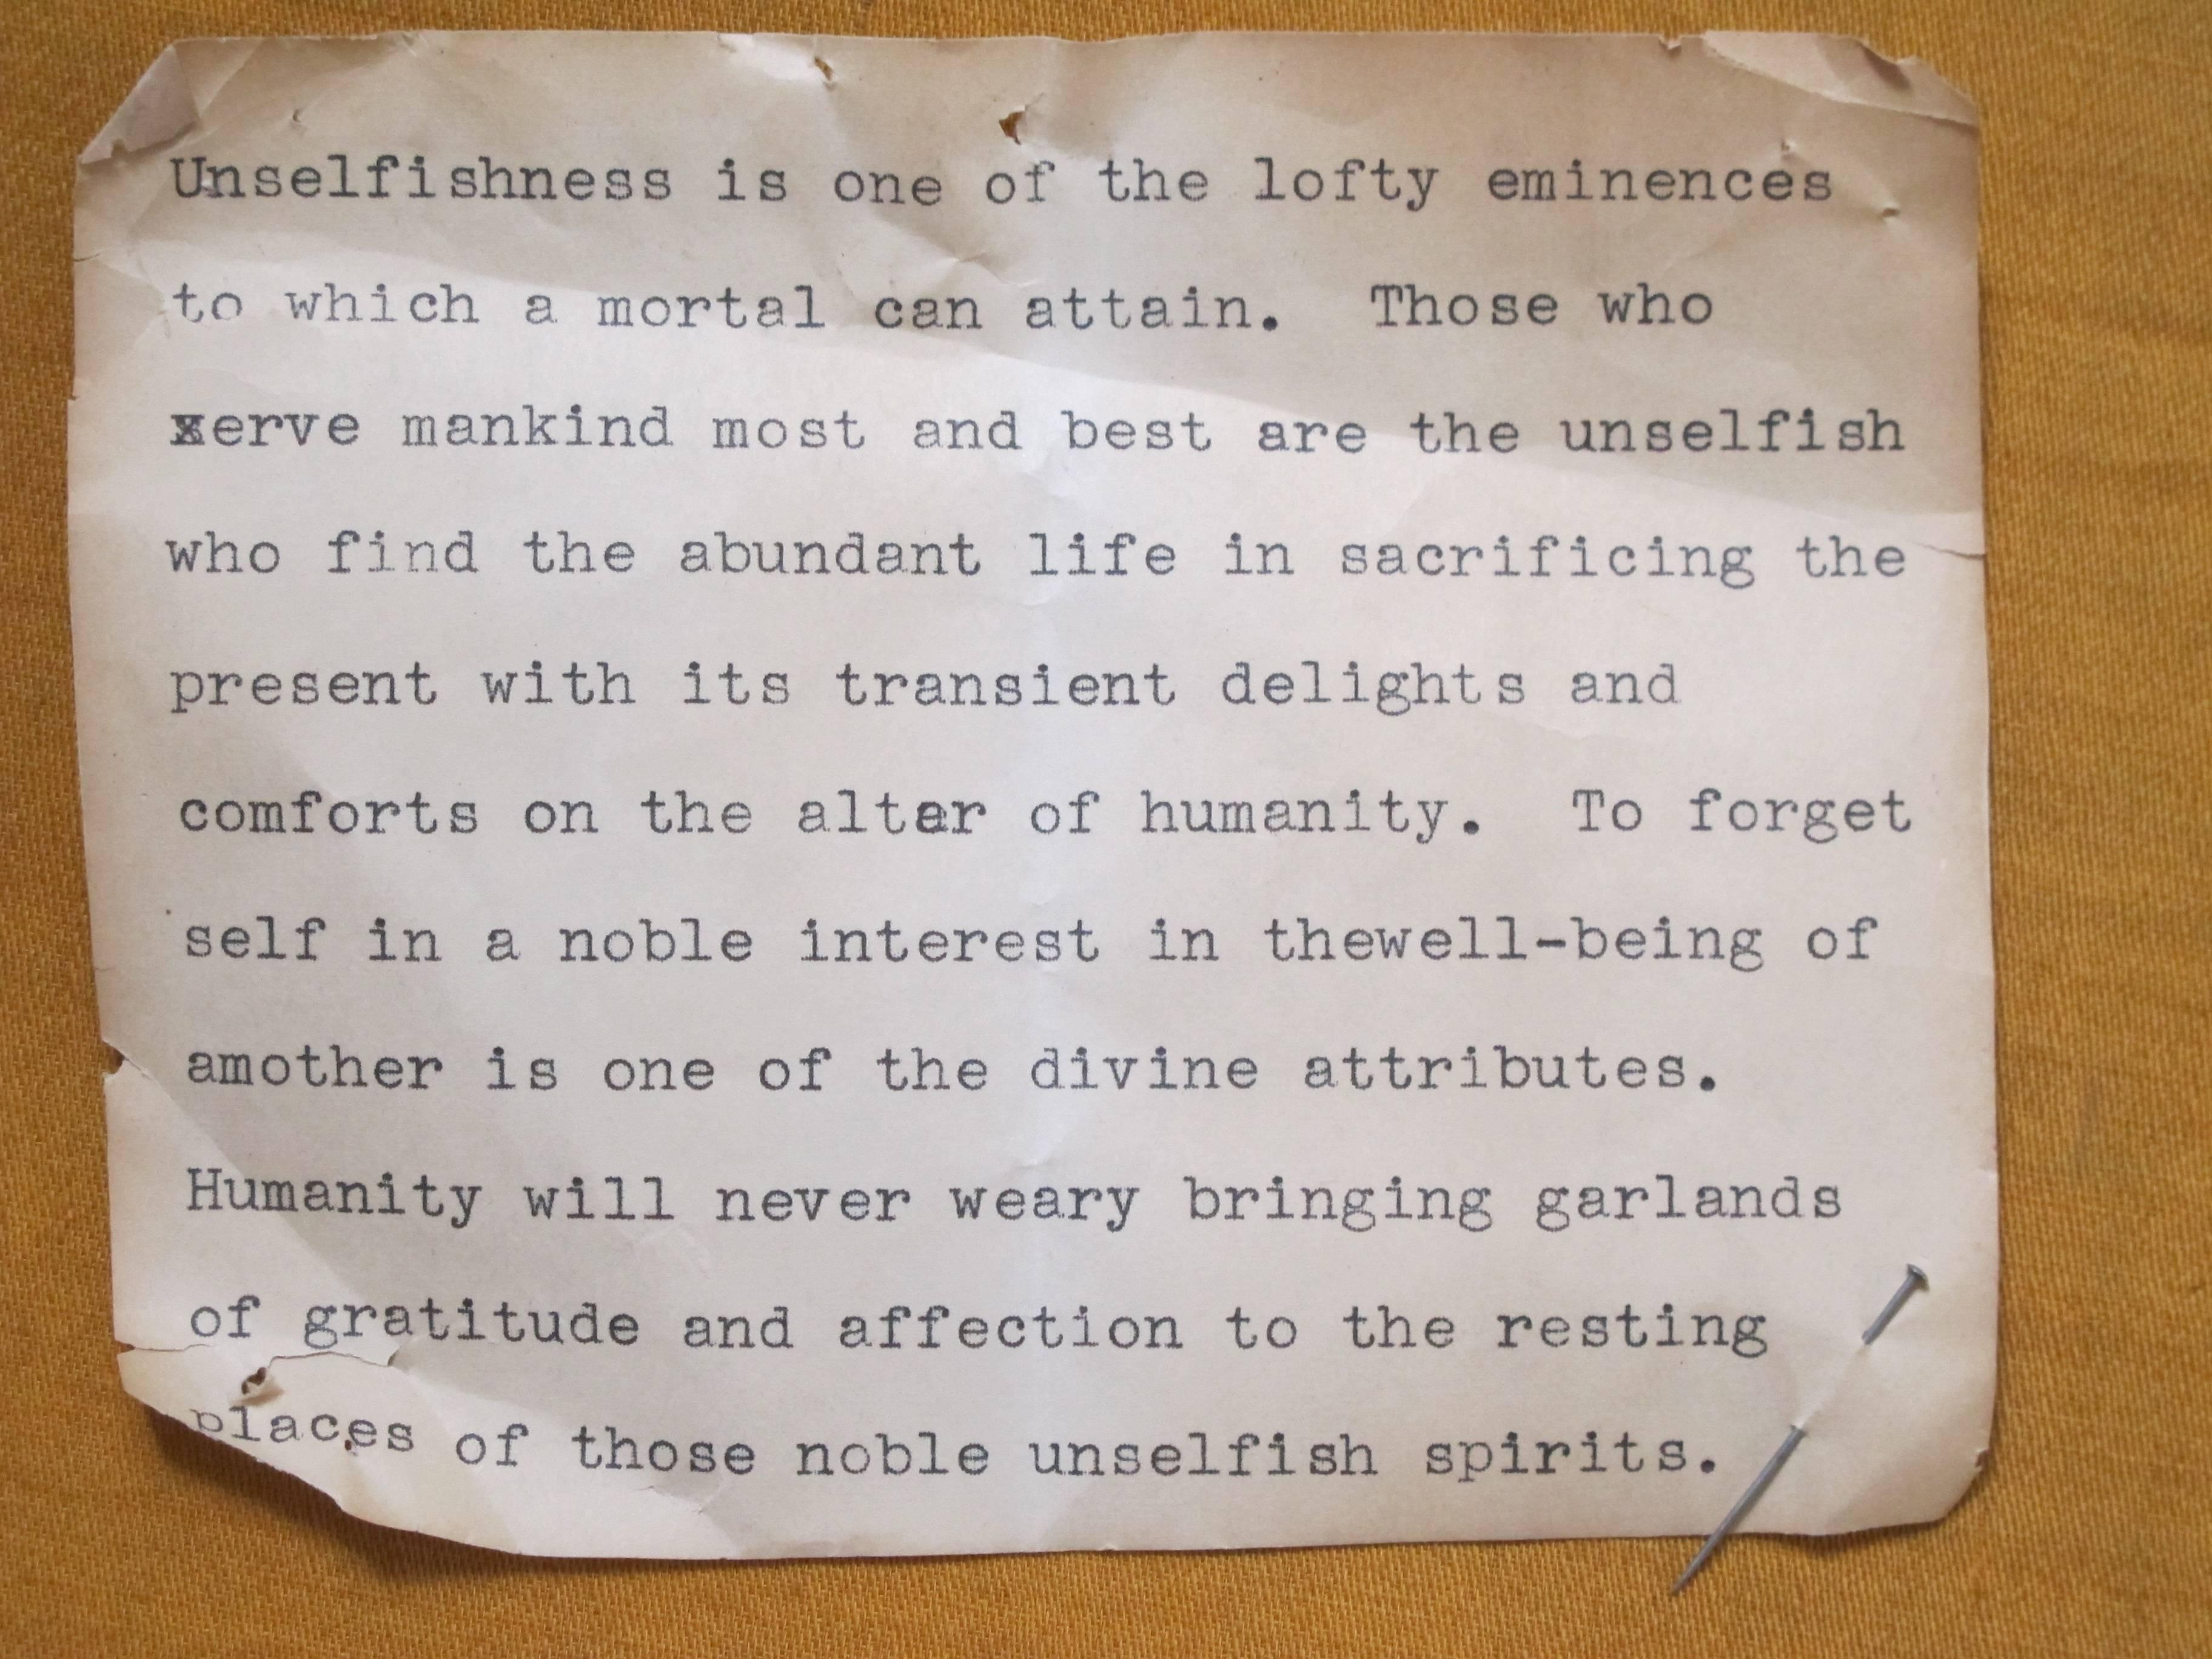 Unselfishness is one of the lofty eminences
to which a mortal can attain.  Those who
serve mankind most and best are the unselfish
who find the abundant life in sacrificing the
present with its transient delights and
comforts on the altar of humanity.  To forget
self in a noble interest in thewell-being of
amother is one of the divine attributes.
Humanity will never weary bringing garlands
of gratitude and affection to the resting
places of those noble unselfish spirits.